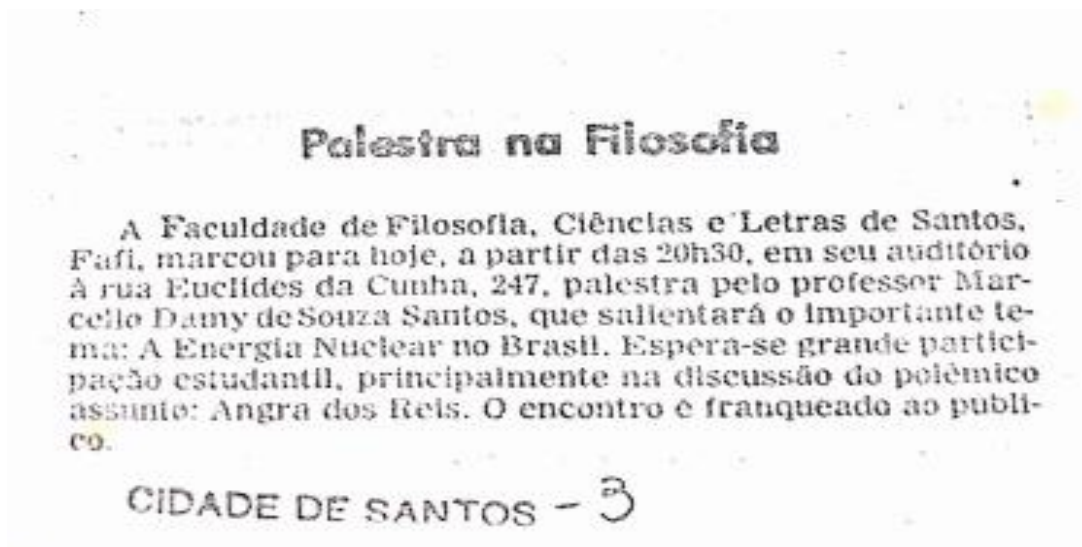 Palestra na Filosofia
A Faculdade de Filosofia, Ciências e Letras de Santos,
Fafi, marcou para hoje, a partir das 20h30, em seu auditório
à rua Euclides da Cunha, 247, palestra pelo professor Mar-
cello Damy de Souza Santos, que salientará o importante te-
ma: A Energia Nuclear no Brasil. Espera-se grande partici-
pação estudantil, principalmente na discussão do polêmico
assunto: Angra dos Reis. O encontro é franqueado ao públi-
co.
CIDADE DE SANTOS - 3